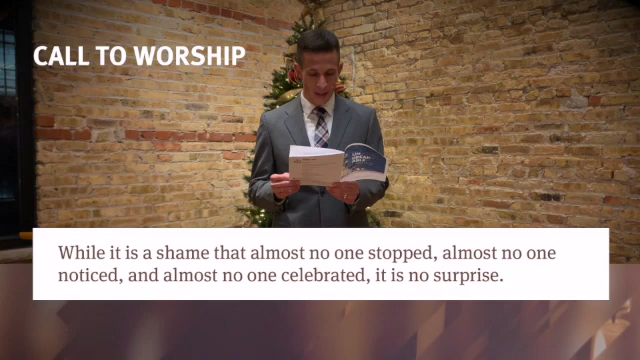 CALL TO WORSHIP
While it is a shame that almost no one stopped, almost no one
noticed, and almost no one celebrated, it is no surprise.